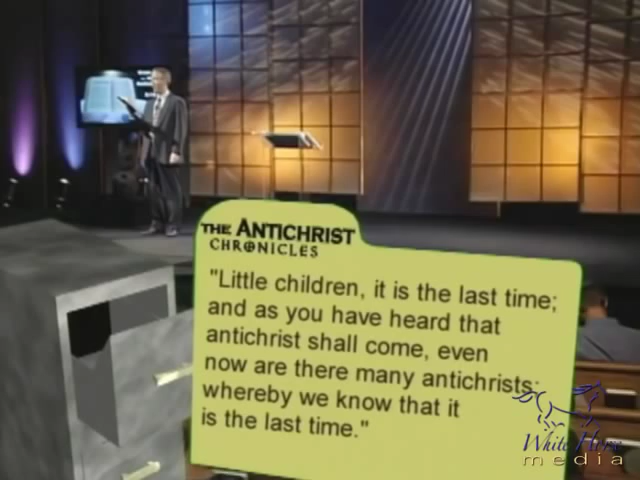 THE ANTICHRIST
CHRONICLES
"Little children, it is the last time;
and as you have heard that
antichrist shall come, even
now are there many antichrists;
whereby we know that it
is the last time."
White Horse
media